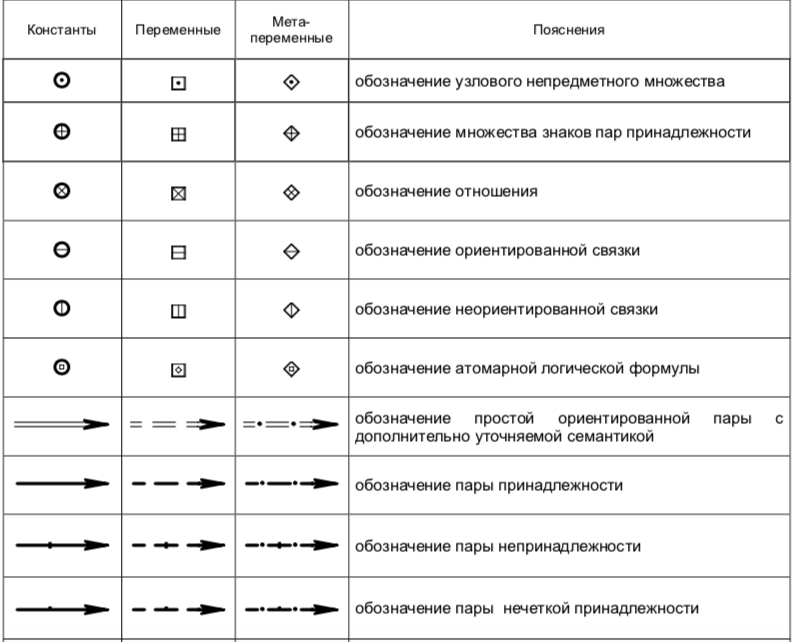 Константы
Переменные
Мета-
переменные
Пояснения
обозначение узлового непредметного множества
обозначение множества знаков пар принадлежности
обозначение отношения
обозначение ориентированной связки
обозначение неориентированной связки
обозначение атомарной логической формулы
обозначение простой ориентированной пары с
дополнительно уточняемой семантикой
обозначение пары принадлежности
обозначение пары непринадлежности
обозначение пары нечеткой принадлежности